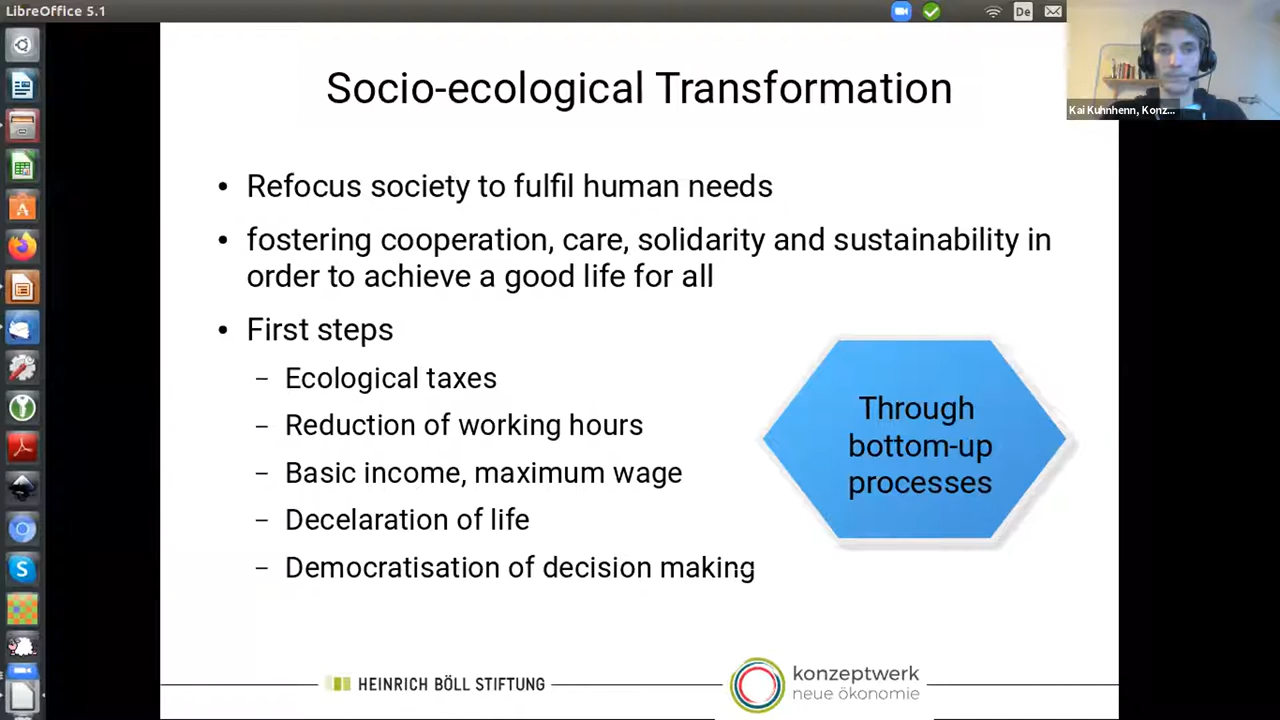 LibreOffice 5.1
De
Socio-ecological Transformation
Kai Kuhnhenn, Konz...
• Refocus society to fulfil human needs
• fostering cooperation, care, solidarity and sustainability in
order to achieve a good life for all
• First steps
– Ecological taxes
– Reduction of working hours
– Basic income, maximum wage
– Decelaration of life
– Democratisation of decision making
Through
bottom-up
processes
HEINRICH BÖLL STIFTUNG
konzeptwerk
neue ökonomie